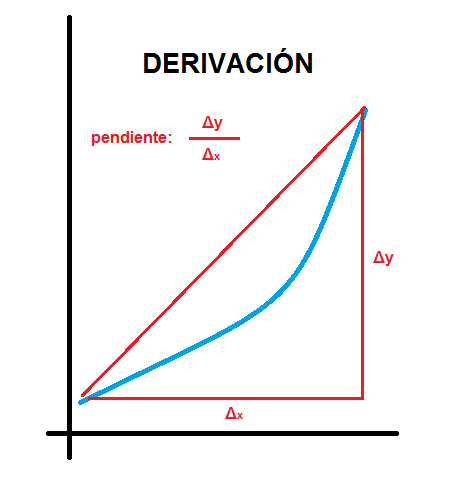 DERIVACIÓN
pendiente: Δy
Δx
Δy
Δx